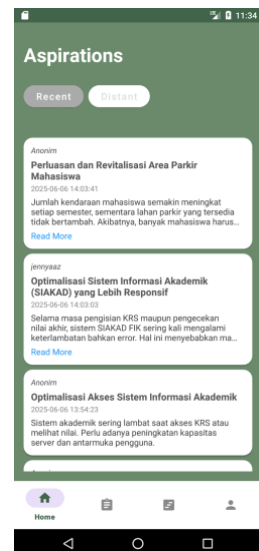 11:34
Aspirations
Recent
Distant
Anonim
Perluasan dan Revitalisasi Area Parkir
Mahasiswa
2025-06-06 14:03:41
Jumlah kendaraan mahasiswa semakin meningkat
setiap semester, sementara lahan parkir yang tersedia
tidak bertambah. Akibatnya, banyak mahasiswa harus...
Read More
jennyaaz
Optimalisasi Sistem Informasi Akademik
(SIAKAD) yang Lebih Responsif
2025-06-06 14:03:03
Selama masa pengisian KRS maupun pengecekan
nilai akhir, sistem SIAKAD FIK sering kali mengalami
keterlambatan bahkan error. Hal ini menyebabkan ma...
Read More
Anonim
Optimalisasi Akses Sistem Informasi Akademik
2025-06-06 13:54:23
Sistem akademik sering lambat saat akses KRS atau
melihat nilai. Perlu adanya peningkatan kapasitas
server dan antarmuka pengguna.
Home